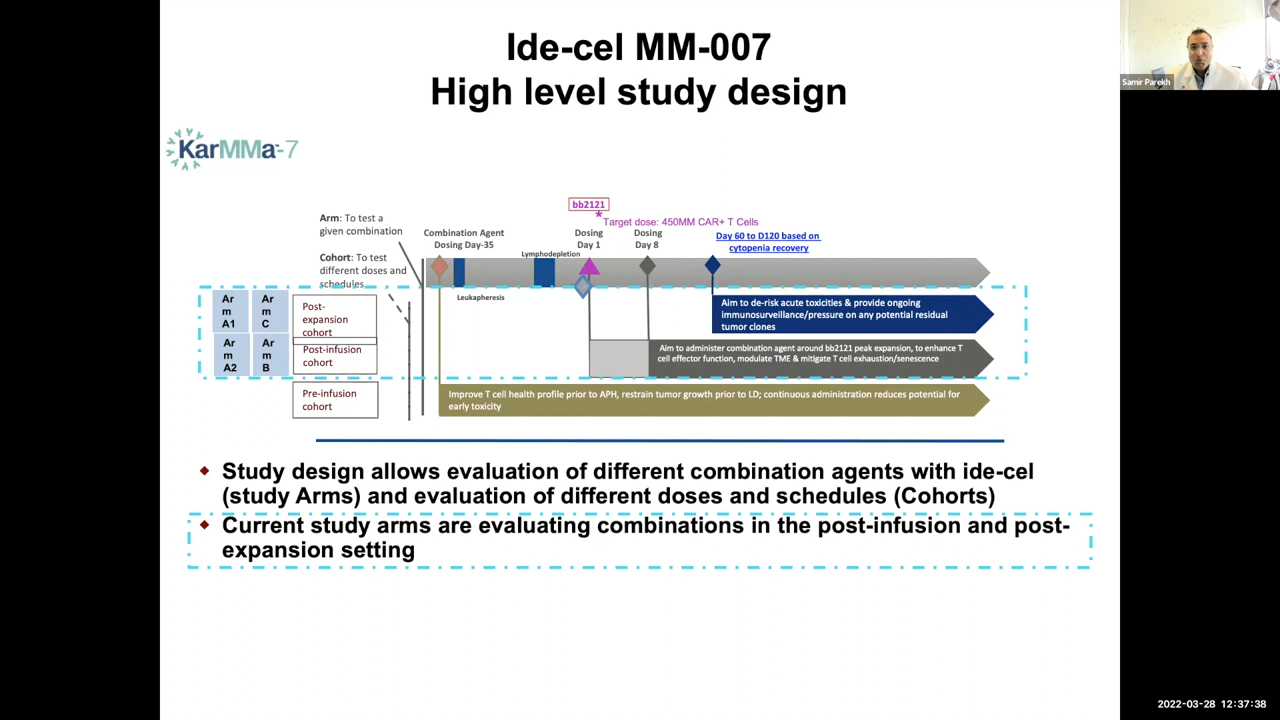 Ide-cel MM-007
High level study design
Samir Parekh
KarMMa-7
bb2121
*Target dose: 450MM CAR+ T Cells
Arm: To test a
given combination
Combination Agent
Dosing Day-35
Dosing
Day 1
Dosing
Day 8
Day 60 to D120 based on
cytopenia recovery
Lymphodepletion
Cohort: To test
different doses and
schedules
Leukapheresis
Ar
m
A1
Ar
m
C
Post-
expansion
cohort
Aim to de-risk acute toxicities & provide ongoing
immunosurveillance/pressure on any potential residual
tumor clones
Ar
m
A2
Ar
m
B
Post-infusion
cohort
Aim to administer combination agent around bb2121 peak expansion, to enhance T
cell effector function, modulate TME & mitigate T cell exhaustion/senescence
Pre-infusion
cohort
Improve T cell health profile prior to APH, restrain tumor growth prior to LD; continuous administration reduces potential for
early toxicity
Study design allows evaluation of different combination agents with ide-cel
(study Arms) and evaluation of different doses and schedules (Cohorts)
Current study arms are evaluating combinations in the post-infusion and post-
expansion setting
2022-03-28 12:37:38